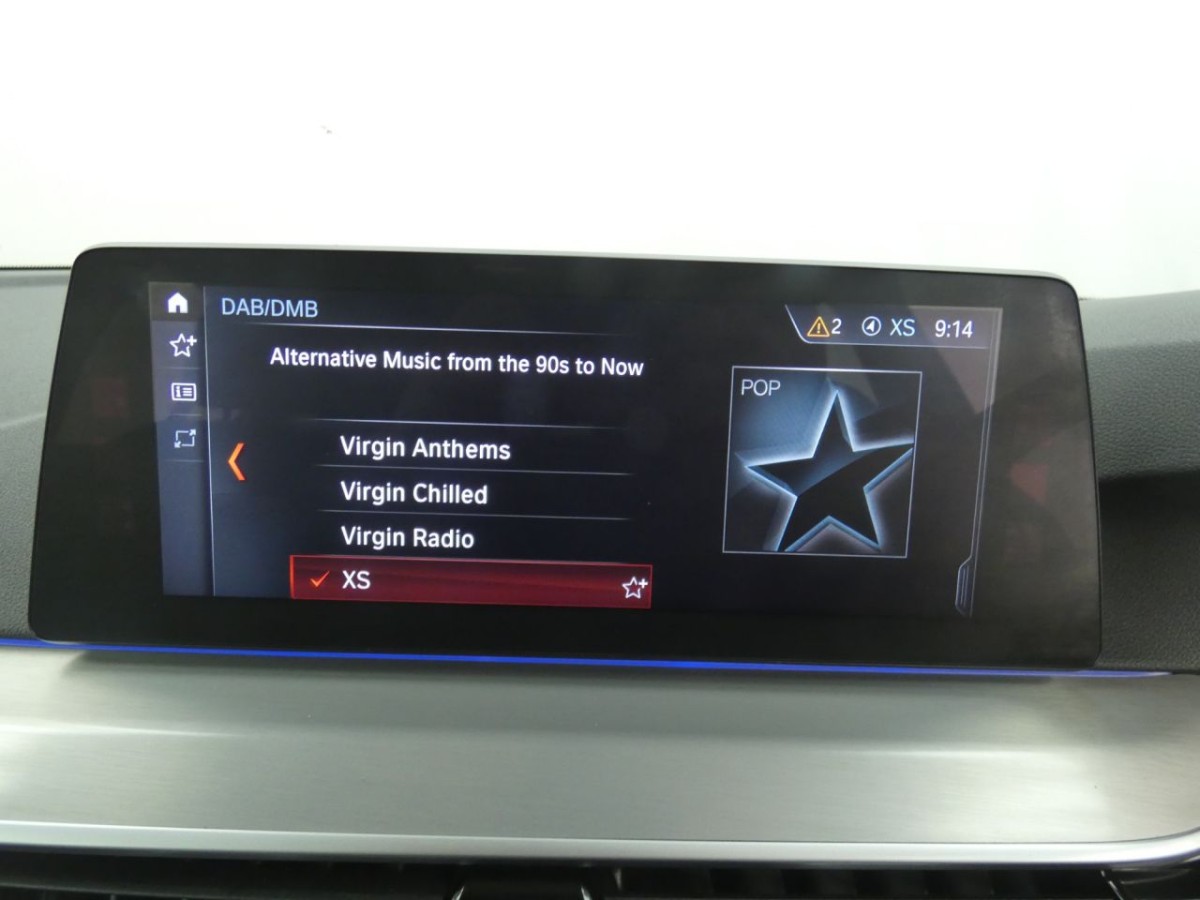 DAB/DMB
2 XS 9:14
Alternative Music from the 90s to Now
POP
Virgin Anthems
Virgin Chilled
Virgin Radio
XS